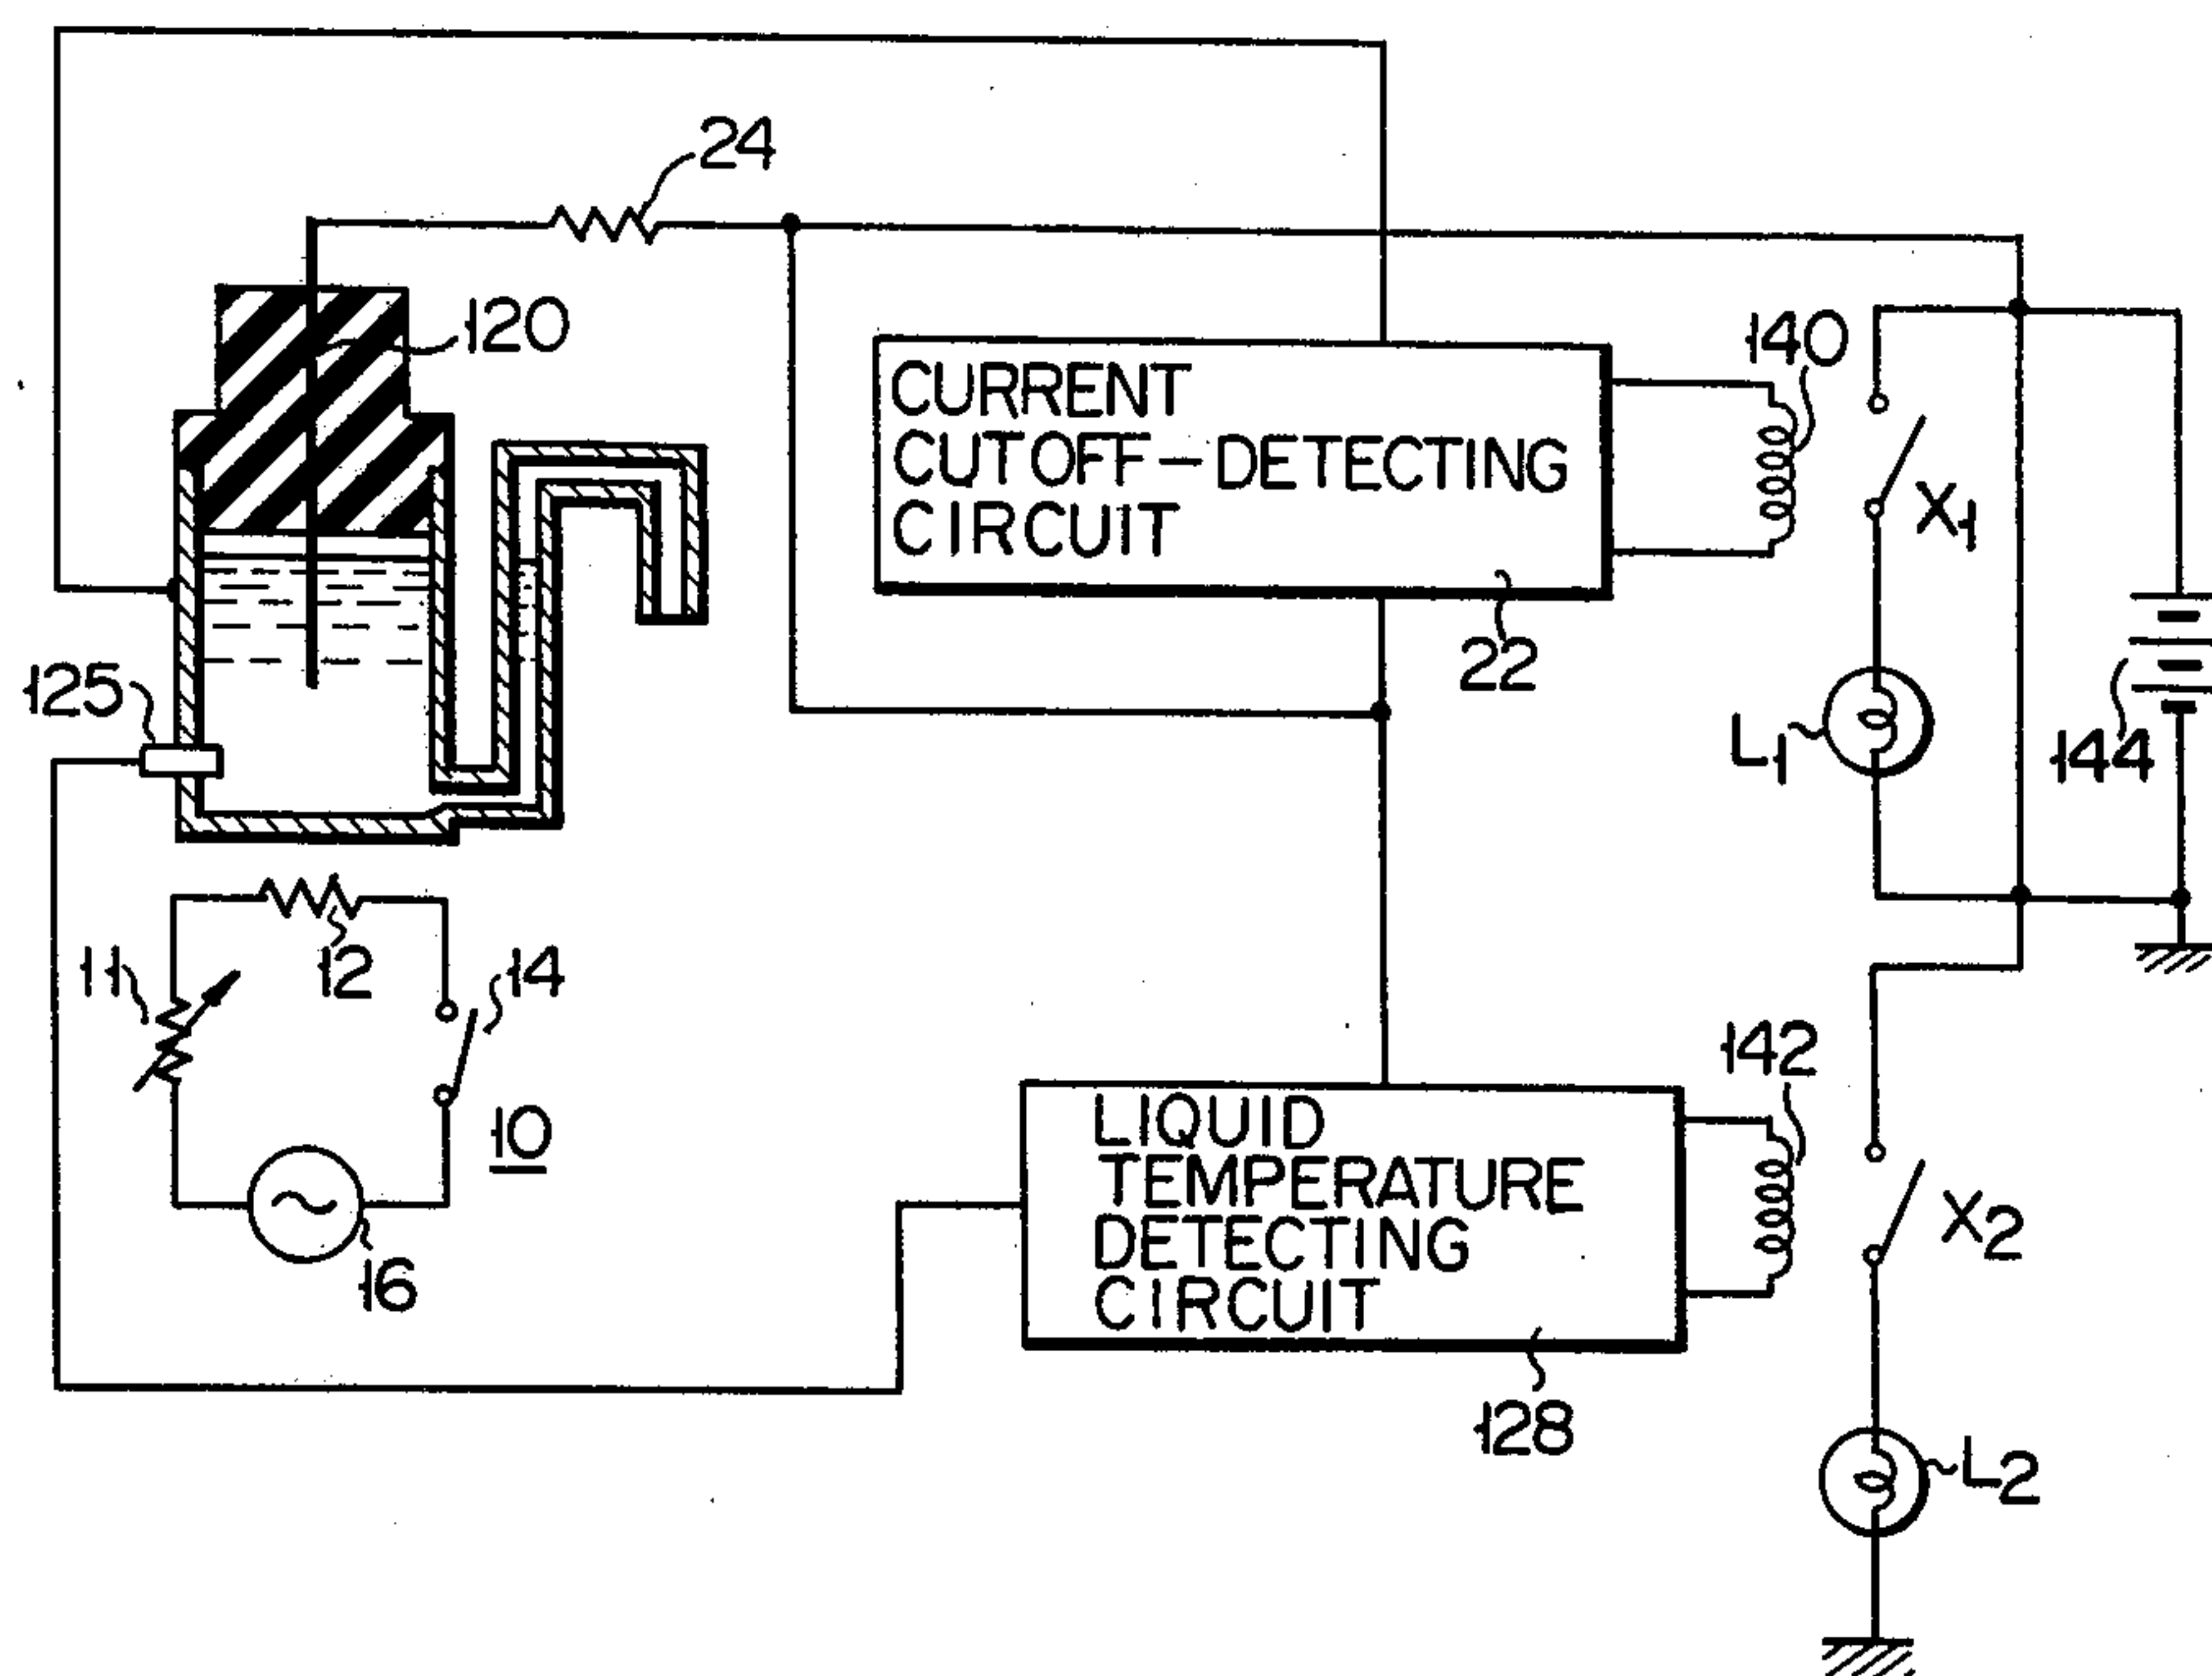 24
120
140
CURRENT
CUTOFF-DETECTING
CIRCUIT
X1
22
125
L1
144
11
12
14
10
16
142
LIQUID
TEMPERATURE
DETECTING
CIRCUIT
X2
128
L2